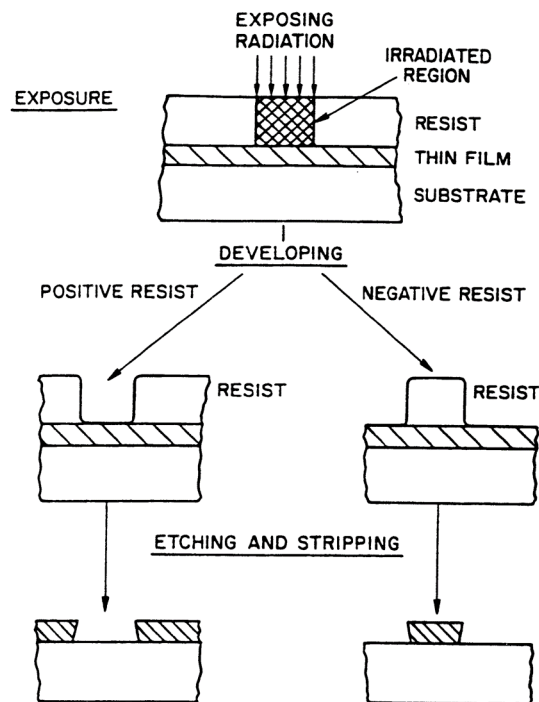 EXPOSING
RADIATION
IRRADIATED
REGION
EXPOSURE
RESIST
THIN FILM
SUBSTRATE
DEVELOPING
POSITIVE RESIST
NEGATIVE RESIST
RESIST
RESIST
ETCHING AND STRIPPING